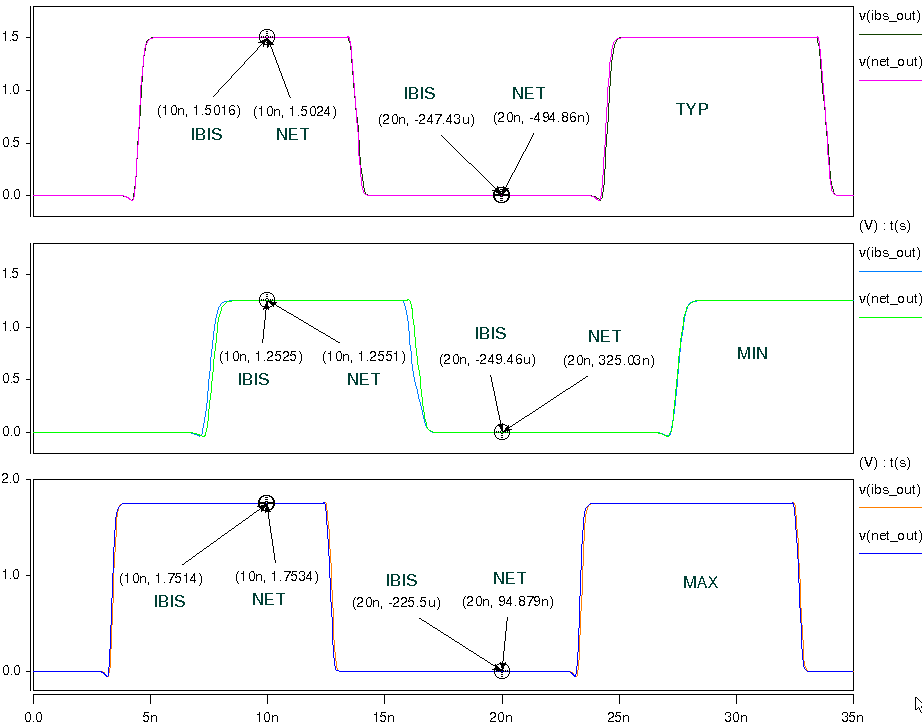 v(ibs_out)
1.5
v(net_out)
1.0
IBIS NET
(10n, 1.5016) (10n, 1.5024)
(20n, -247.43u) (20n, -494.86n)
TYP
IBIS NET
0.5
0.0
(V) : t(s)
v(ibs_out)
1.5
v(net_out)
1.0
IBIS NET
(10n, 1.2525) (10n, 1.2551)
(20n, -249.46u) (20n, 325.03n)
MIN
IBIS NET
0.5
0.0
(V) : t(s)
2.0
v(ibs_out)
v(net_out)
1.0
(10n, 1.7514) (10n, 1.7534)
IBIS NET
MAX
IBIS NET
(20n, -225.5u) (20n, 94.879n)
0.0
0.0 5n 10n 15n 20n 25n 30n 35n